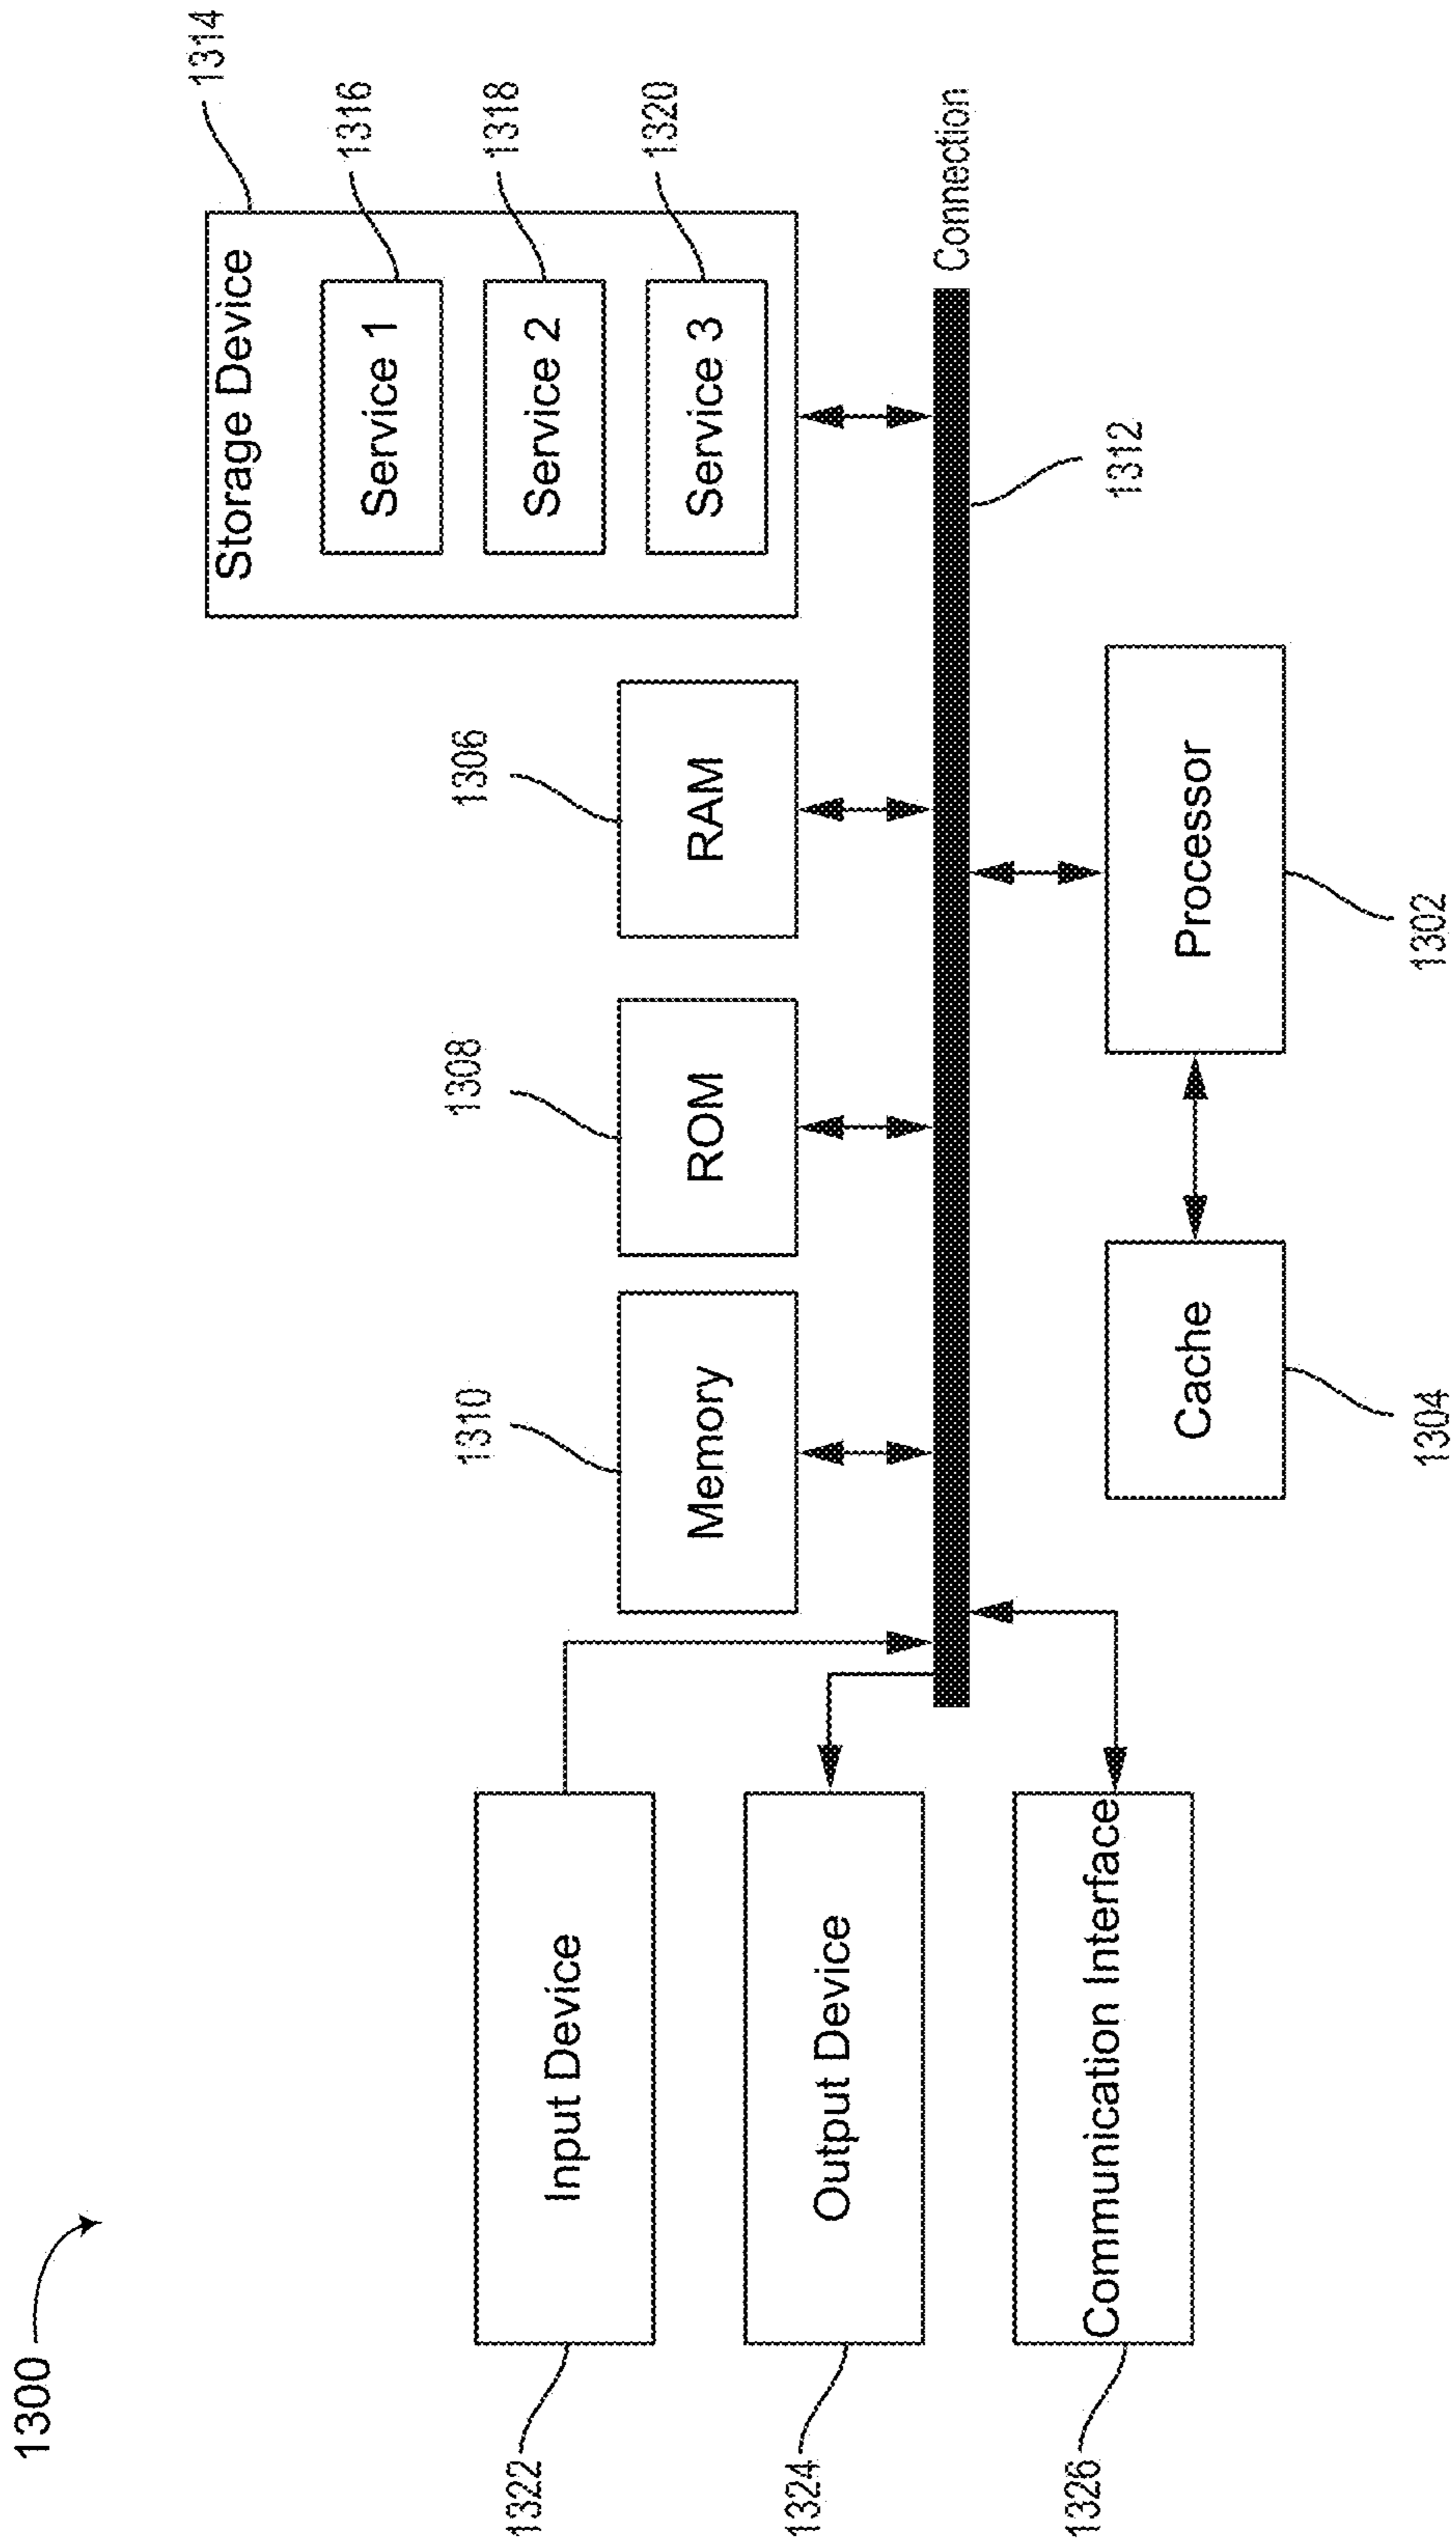 1300
1322
Input Device
1324
Output Device
1326
Communication Interface
1310
Memory
1308
ROM
1306
RAM
Storage Device
1314
Service 1
1316
Service 2
1318
Service 3
1320
Connection
1312
Cache
1304
Processor
1302